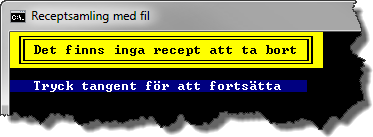 Receptsamling med fil
Det finns inga recept att ta bort
Tryck tangent för att fortsätta